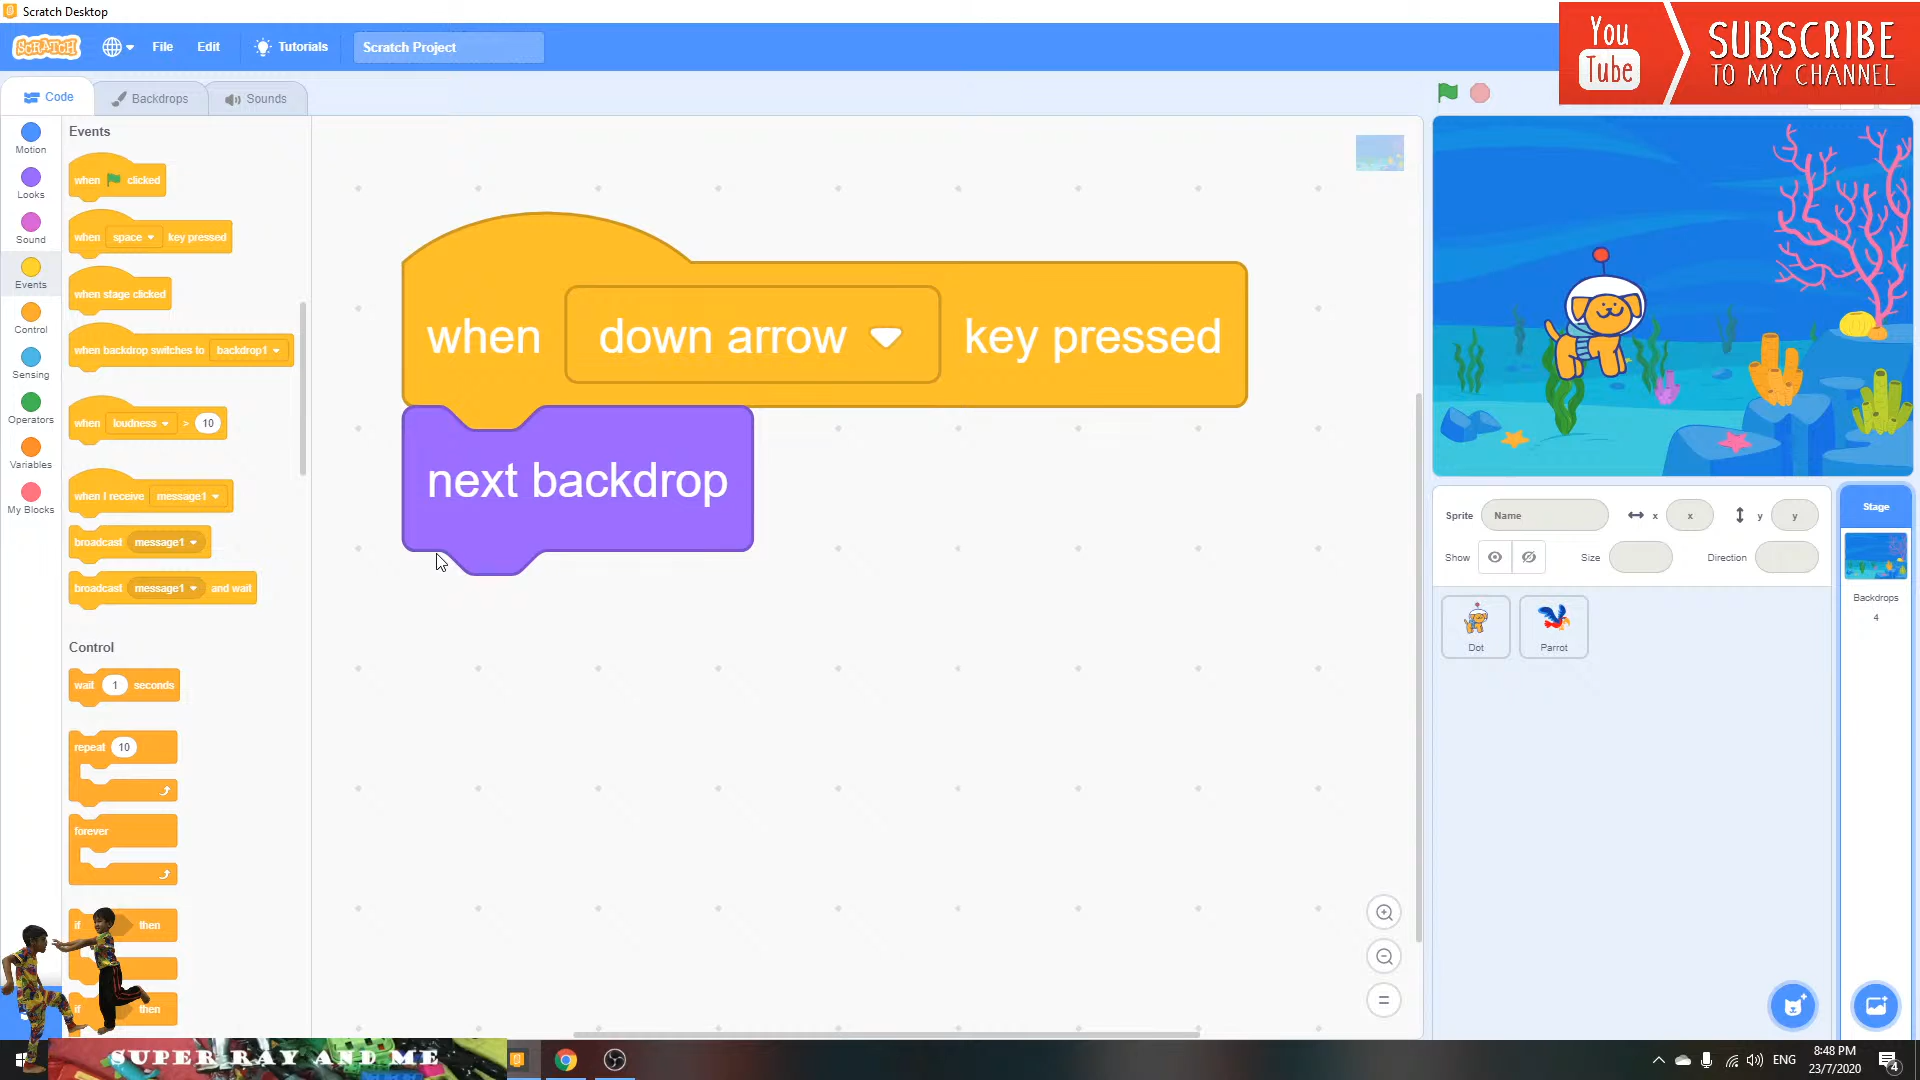 Scratch Desktop
SCRATCH
File
Edit
Tutorials
Scratch Project
You Tube
SUBSCRIBE
TO MY CHANNEL
Code
Backdrops
Sounds
Motion
Looks
Sound
Events
Control
Sensing
Operators
Variables
My Blocks
Events
when clicked
when space key pressed
when stage clicked
when backdrop switches to backdrop1
when loudness > 10
when I receive message1
broadcast message1
broadcast message1 and wait
Control
wait 1 seconds
repeat 10
forever
if then
if then
when down arrow key pressed
next backdrop
Sprite Name x x y y
Show Size Direction
Dot
Parrot
Stage
Backdrops
4
SUPER RAY AND ME
ENG
8:48 PM
23/7/2020
4